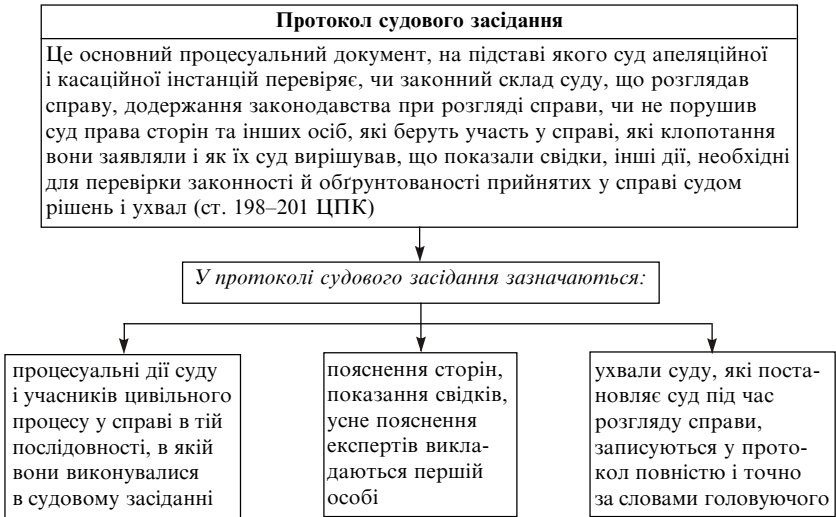 Протокол судового засідання
Це основний процесуальний документ, на підставі якого суд апеляційної
і касаційної інстанцій перевіряє, чи законний склад суду, що розглядав
справу, додержання законодавства при розгляді справи, чи не порушив
суд права сторін та інших осіб, які беруть участь у справі, які клопотання
вони заявляли і як їх суд вирішував, що показали свідки, інші дії, необхідні
для перевірки законності й обґрунтованості прийнятих у справі судом
рішень і ухвал (ст. 198–201 ЦПК)
У протоколі судового засідання зазначаються:
процесуальні дії суду
і учасників цивільного
процесу у справі в тій
послідовності, в якій
вони виконувалися
в судовому засіданні
пояснення сторін,
показання свідків,
усне пояснення
експертів викла-
даються першій
особі
ухвали суду, які поста-
новляє суд під час
розгляду справи,
записуються у прото-
кол повністю і точно
за словами головуючого